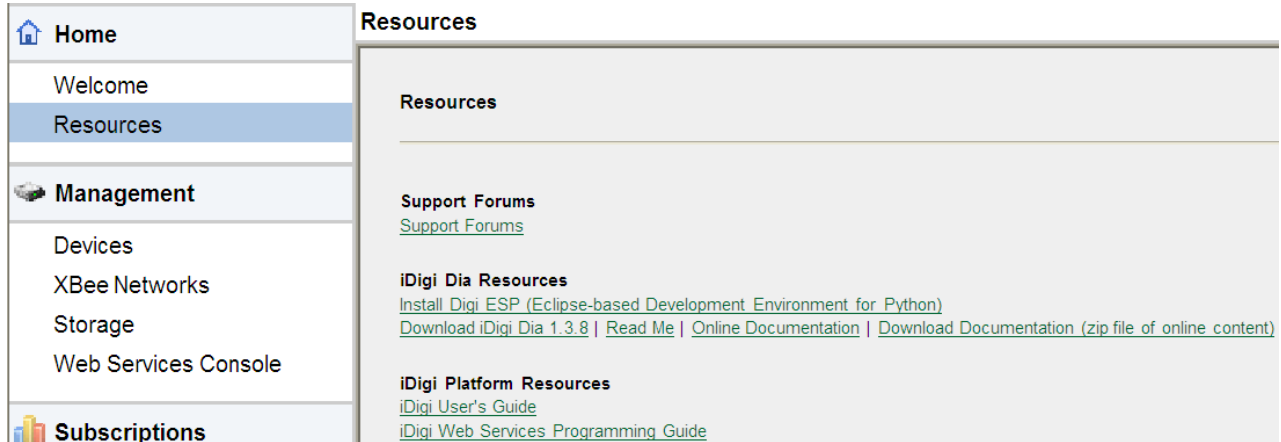 Home
Welcome
Resources
Management
Devices
XBee Networks
Storage
Web Services Console
Subscriptions
Resources
Resources
Support Forums
Support Forums
iDigi Dia Resources
Install Digi ESP (Eclipse-based Development Environment for Python)
Download iDigi Dia 1.3.8 | Read Me | Online Documentation | Download Documentation (zip file of online content)
iDigi Platform Resources
iDigi User's Guide
iDigi Web Services Programming Guide